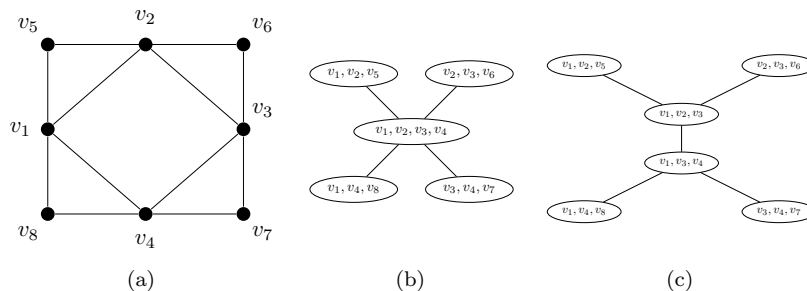 v5 v2 v6
v1 v3
v8 v4 v7
(a)
v1, v2, v5 v2, v3, v6
v1, v2, v3, v4
v1, v4, v8 v3, v4, v7
(b)
v1, v2, v5 v2, v3, v6
v1, v2, v3
v1, v3, v4
v1, v4, v8 v3, v4, v7
(c)